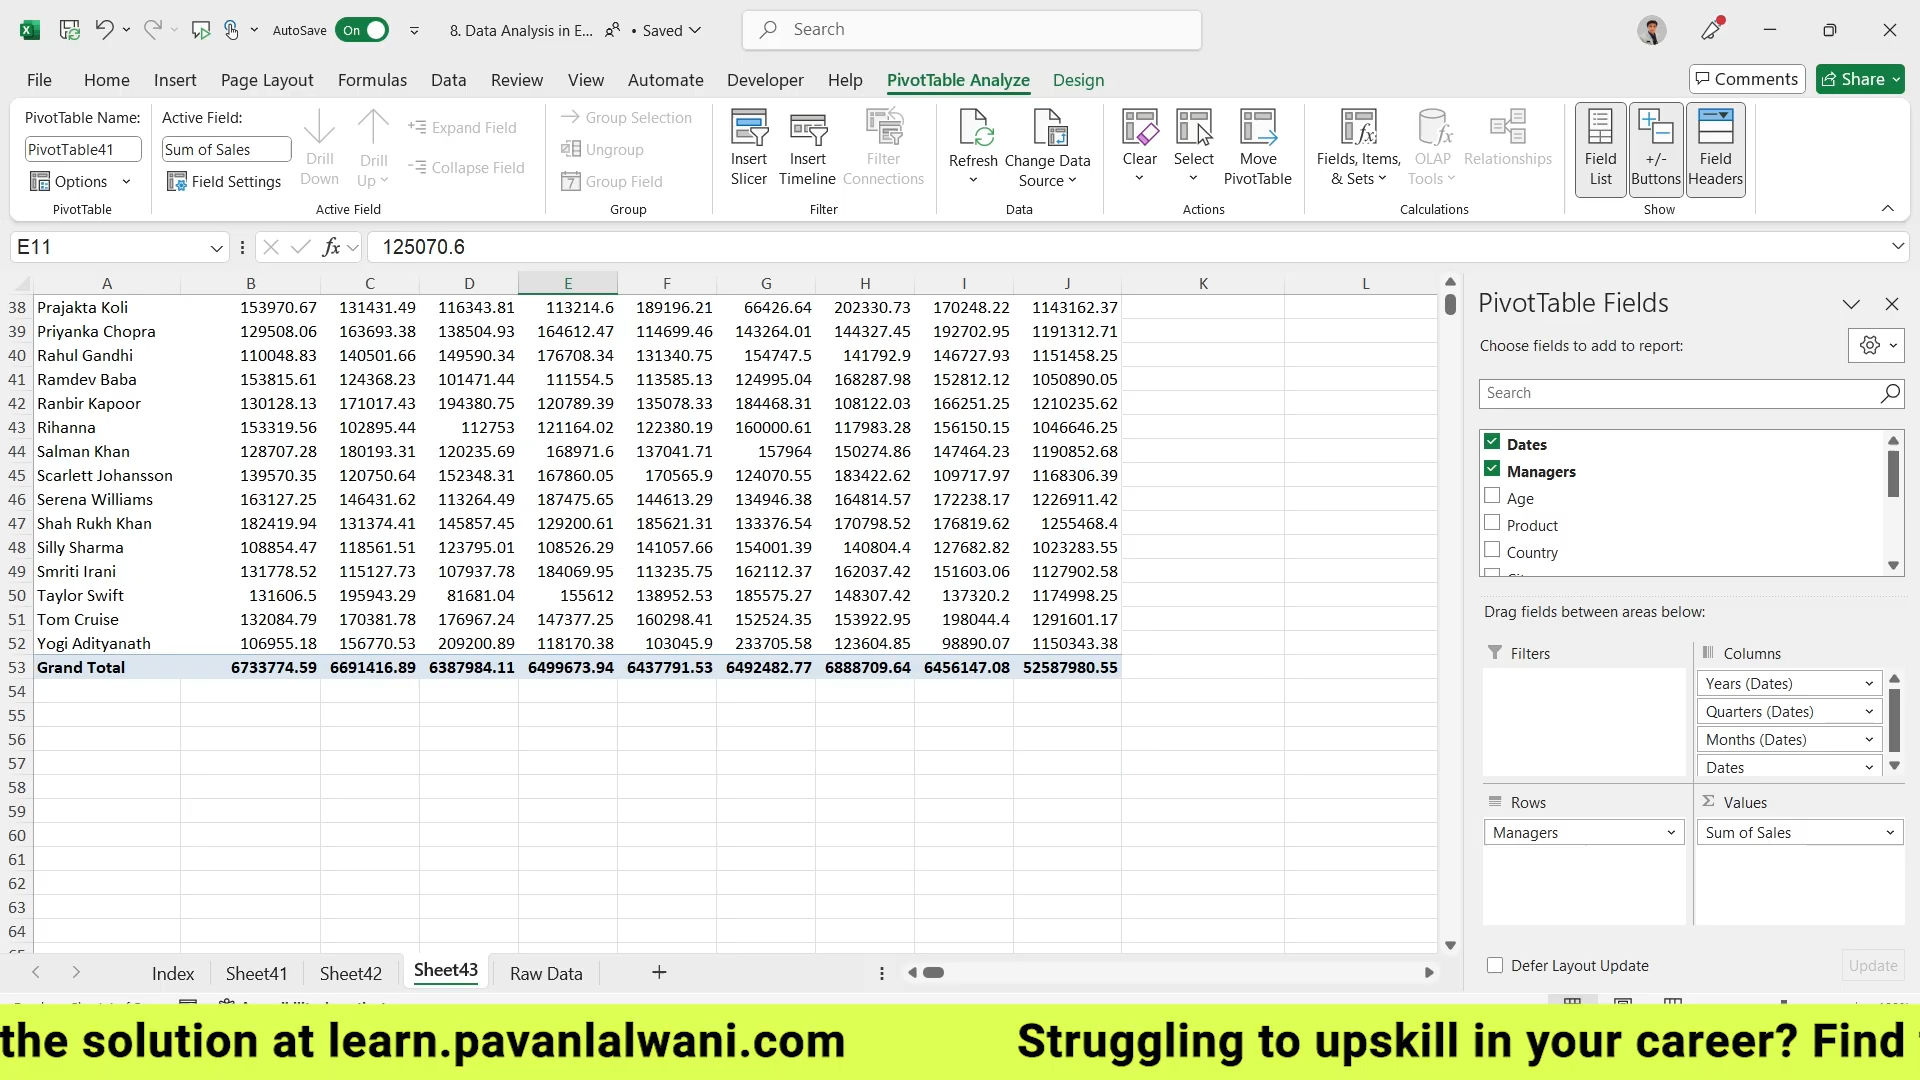 AutoSave On 8. Data Analysis in E... • Saved Search
File Home Insert Page Layout Formulas Data Review View Automate Developer Help PivotTable Analyze Design Comments Share
PivotTable Name:
PivotTable41
Options
PivotTable
Active Field:
Sum of Sales
Field Settings
Drill Down
Drill Up
Expand Field
Collapse Field
Active Field
Group Selection
Ungroup
Group Field
Group
Insert Slicer
Insert Timeline
Filter Connections
Filter
Refresh
Change Data Source
Data
Clear
Select
Move PivotTable
Actions
Fields, Items, & Sets
OLAP Tools
Relationships
Calculations
Field List
+/- Buttons
Field Headers
Show
E11 fx 125070.6
A B C D E F G H I J K L
38 Prajakta Koli 153970.67 131431.49 116343.81 113214.6 189196.21 66426.64 202330.73 170248.22 1143162.37
39 Priyanka Chopra 129508.06 163693.38 138504.93 164612.47 114699.46 143264.01 144327.45 192702.95 1191312.71
40 Rahul Gandhi 110048.83 140501.66 149590.34 176708.34 131340.75 154747.5 141792.9 146727.93 1151458.25
41 Ramdev Baba 153815.61 124368.23 101471.44 111554.5 113585.13 124995.04 168287.98 152812.12 1050890.05
42 Ranbir Kapoor 130128.13 171017.43 194380.75 120789.39 135078.33 184468.31 108122.03 166251.25 1210235.62
43 Rihanna 153319.56 102895.44 112753 121164.02 122380.19 160000.61 117983.28 156150.15 1046646.25
44 Salman Khan 128707.28 180193.31 120235.69 168971.6 137041.71 157964 150274.86 147464.23 1190852.68
45 Scarlett Johansson 139570.35 120750.64 152348.31 167860.05 170565.9 124070.55 183422.62 109717.97 1168306.39
46 Serena Williams 163127.25 146431.62 113264.49 187475.65 144613.29 134946.38 164814.57 172238.17 1226911.42
47 Shah Rukh Khan 182419.94 131374.41 145857.45 129200.61 185621.31 133376.54 170798.52 176819.62 1255468.4
48 Silly Sharma 108854.47 118561.51 123795.01 108526.29 141057.66 154001.39 140804.4 127682.82 1023283.55
49 Smriti Irani 131778.52 115127.73 107937.78 184069.95 113235.75 162112.37 162037.42 151603.06 1127902.58
50 Taylor Swift 131606.5 195943.29 81681.04 155612 138952.53 185575.27 148307.42 137320.2 1174998.25
51 Tom Cruise 132084.79 170381.78 176967.24 147377.25 160298.41 152524.35 153922.95 198044.4 1291601.17
52 Yogi Adityanath 106955.18 156770.53 209200.89 118170.38 103045.9 233705.58 123604.85 98890.07 1150343.38
53 Grand Total 6733774.59 6691416.89 6387984.11 6499673.94 6437791.53 6492482.77 6888709.64 6456147.08 52587980.55
54
55
56
57
58
59
60
61
62
63
64
PivotTable Fields
Choose fields to add to report:
Search
Dates
Managers
Age
Product
Country
Drag fields between areas below:
Filters
Columns
Years (Dates)
Quarters (Dates)
Months (Dates)
Dates
Rows
Managers
Values
Sum of Sales
Defer Layout Update Update
Index Sheet41 Sheet42 Sheet43 Raw Data
the solution at learn.pavanlalwani.com Struggling to upskill in your career? Find